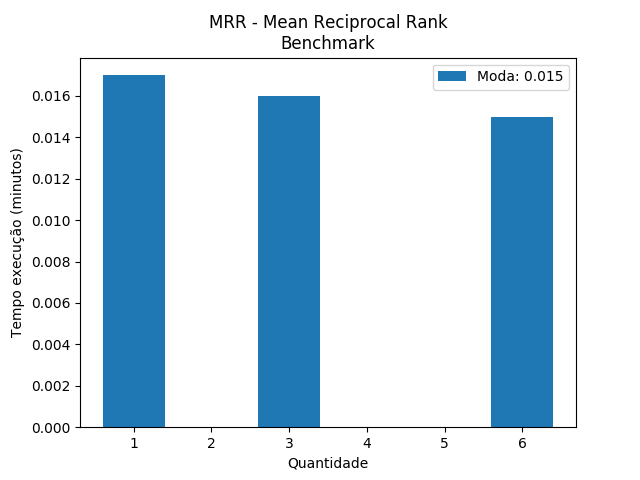 MRR - Mean Reciprocal Rank
Benchmark
Moda: 0.015
Tempo execução (minutos)
0.016
0.014
0.012
0.010
0.008
0.006
0.004
0.002
0.000
1 2 3 4 5 6
Quantidade